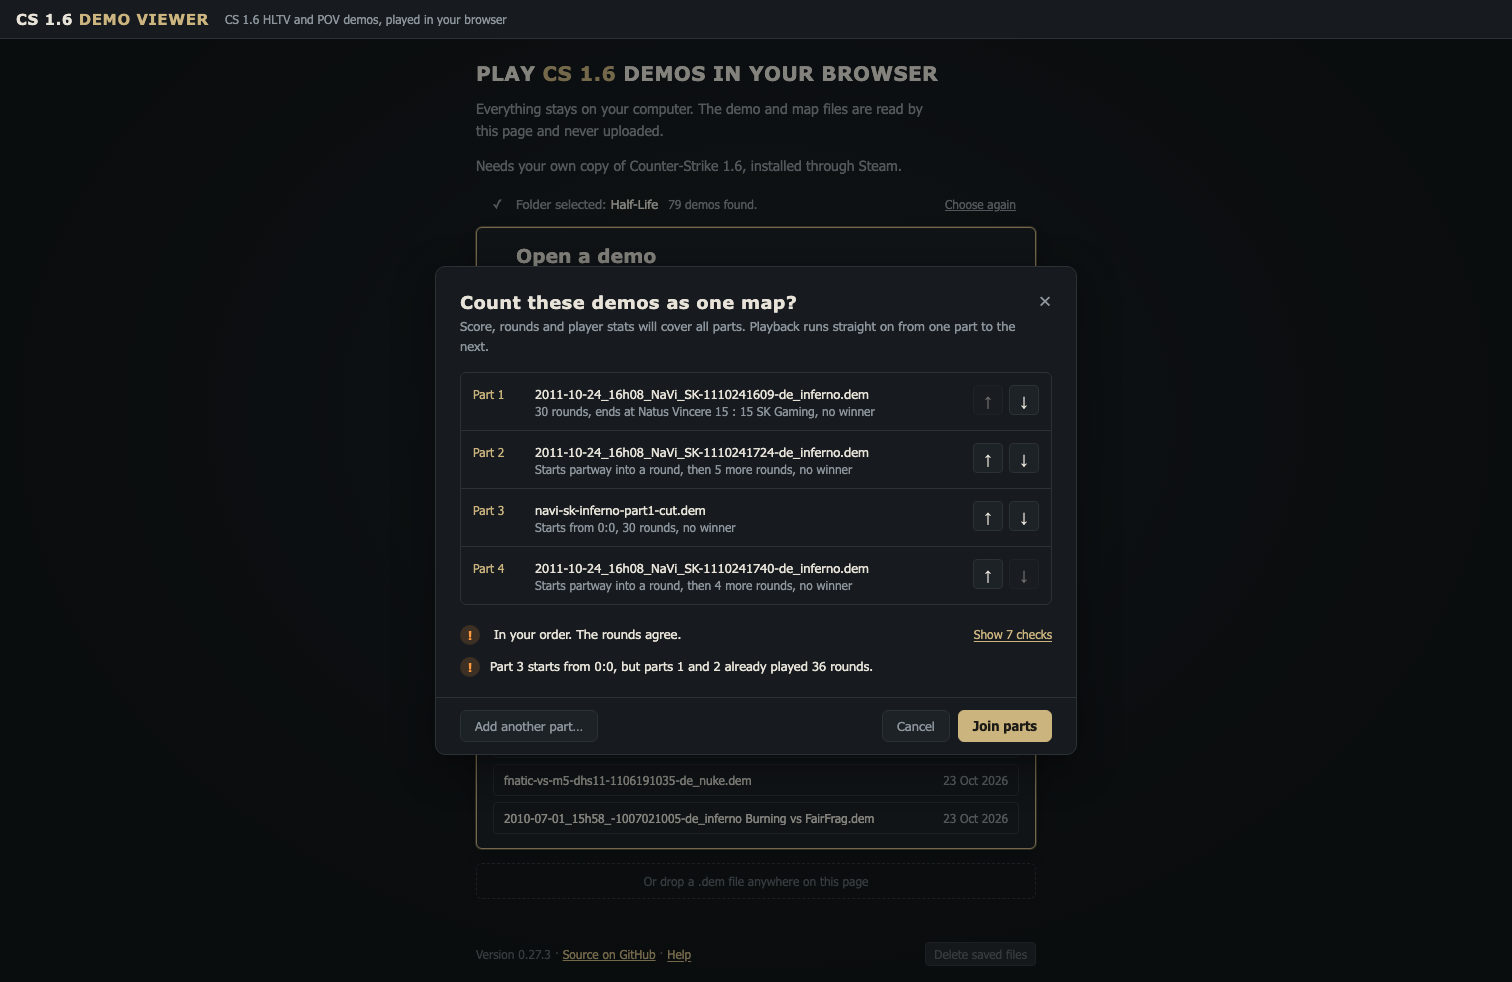 CS 1.6 DEMO VIEWER CS 1.6 HLTV and POV demos, played in your browser
PLAY CS 1.6 DEMOS IN YOUR BROWSER
Everything stays on your computer. The demo and map files are read by
this page and never uploaded.
Needs your own copy of Counter-Strike 1.6, installed through Steam.
✓ Folder selected: Half-Life 79 demos found. Choose again
Open a demo
Count these demos as one map? ✕
Score, rounds and player stats will cover all parts. Playback runs straight on from one part to the
next.
Part 1 2011-10-24_16h08_NaVi_SK-1110241609-de_inferno.dem ↑ ↓
30 rounds, ends at Natus Vincere 15 : 15 SK Gaming, no winner
Part 2 2011-10-24_16h08_NaVi_SK-1110241724-de_inferno.dem ↑ ↓
Starts partway into a round, then 5 more rounds, no winner
Part 3 navi-sk-inferno-part1-cut.dem ↑ ↓
Starts from 0:0, 30 rounds, no winner
Part 4 2011-10-24_16h08_NaVi_SK-1110241740-de_inferno.dem ↑ ↓
Starts partway into a round, then 4 more rounds, no winner
! In your order. The rounds agree. Show 7 checks
! Part 3 starts from 0:0, but parts 1 and 2 already played 36 rounds.
Add another part... Cancel Join parts
fnatic-vs-m5-dhs11-1106191035-de_nuke.dem 23 Oct 2026
2010-07-01_15h58_-1007021005-de_inferno Burning vs FairFrag.dem 23 Oct 2026
Or drop a .dem file anywhere on this page
Version 0.27.3 · Source on GitHub · Help Delete saved files